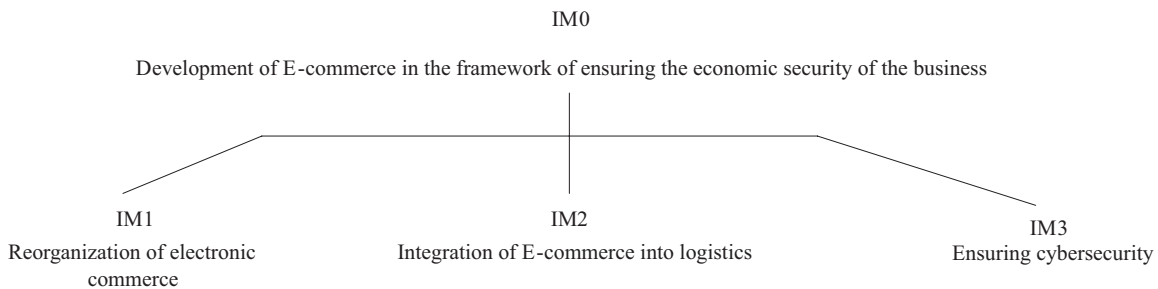 IM0
Development of E-commerce in the framework of ensuring the economic security of the business
IM1
Reorganization of electronic
commerce
IM2
Integration of E-commerce into logistics
IM3
Ensuring cybersecurity